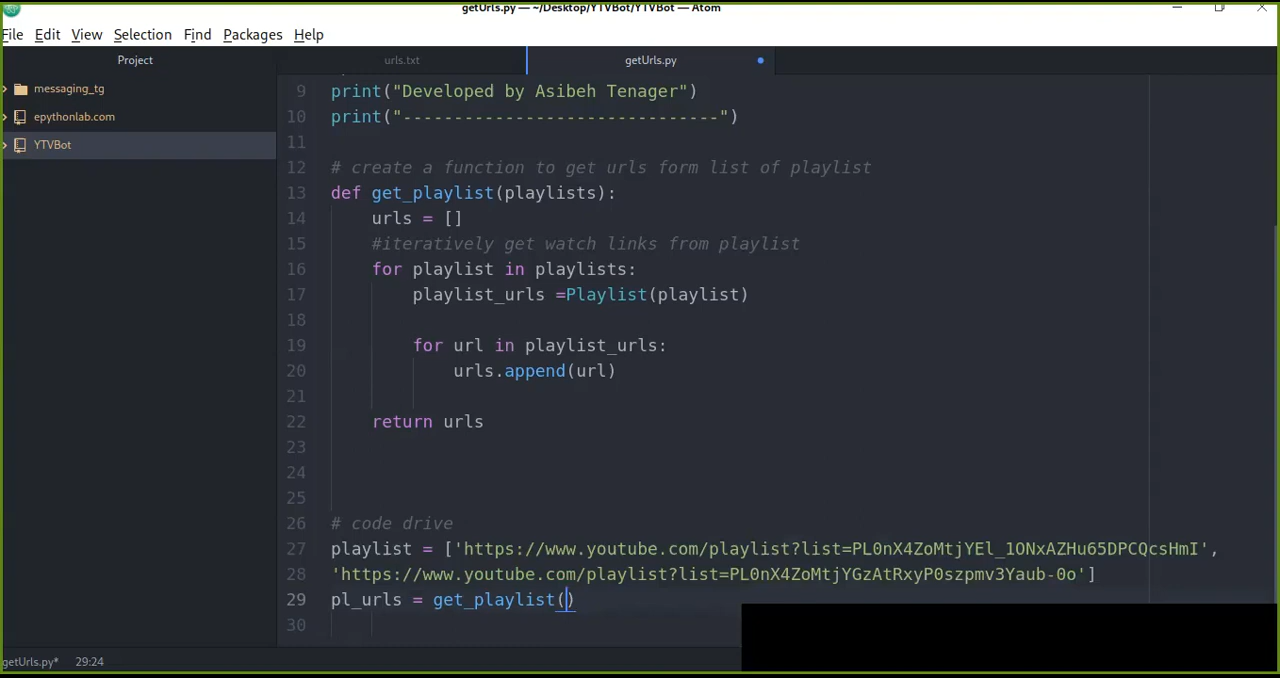 getUrls.py — ~/Desktop/YTVBot/YTVBot — Atom
File Edit View Selection Find Packages Help
Project
urls.txt
getUrls.py
messaging_tg
epythonlab.com
YTVBot
9 print("Developed by Asibeh Tenager")
10 print("-------------------------------")
11
12 # create a function to get urls form list of playlist
13 def get_playlist(playlists):
14 urls = []
15 #iteratively get watch links from playlist
16 for playlist in playlists:
17 playlist_urls =Playlist(playlist)
18
19 for url in playlist_urls:
20 urls.append(url)
21
22 return urls
23
24
25
26 # code drive
27 playlist = ['https://www.youtube.com/playlist?list=PL0nX4ZoMtjYEl_1ONxAZHu65DPCQcsHmI',
28 'https://www.youtube.com/playlist?list=PL0nX4ZoMtjYGzAtRxyP0szpmv3Yaub-0o']
29 pl_urls = get_playlist()
30
getUrls.py* 29:24